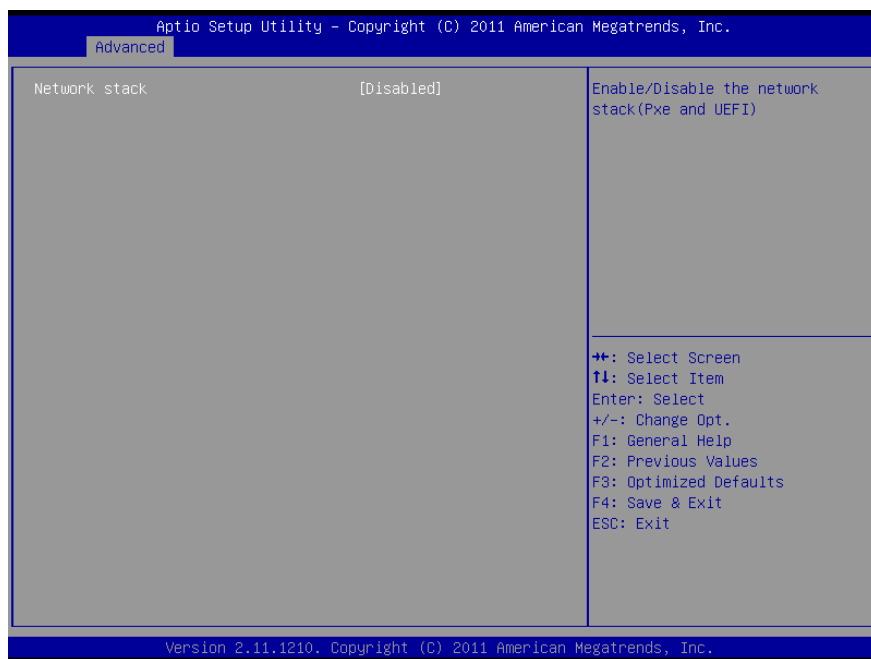 Aptio Setup Utility – Copyright (C) 2011 American Megatrends, Inc.
Advanced
Network stack [Disabled]
Enable/Disable the network
stack(Pxe and UEFI)
→←: Select Screen
↑↓: Select Item
Enter: Select
+/-: Change Opt.
F1: General Help
F2: Previous Values
F3: Optimized Defaults
F4: Save & Exit
ESC: Exit
Version 2.11.1210. Copyright (C) 2011 American Megatrends, Inc.